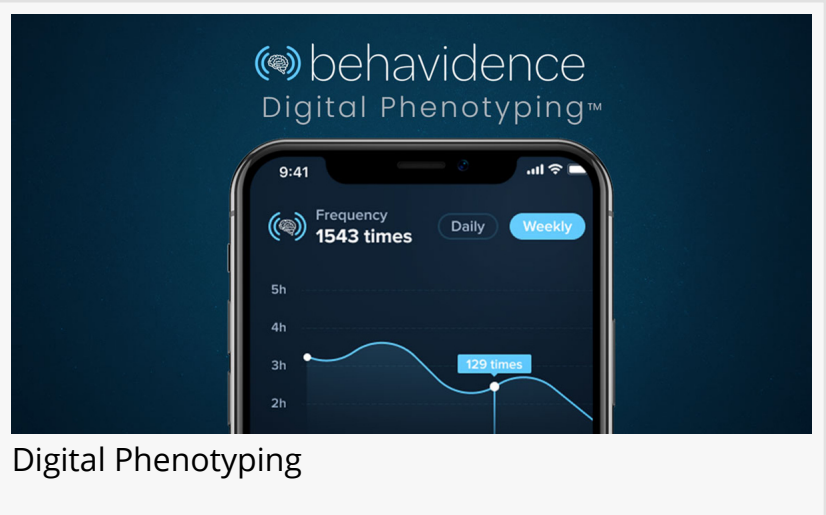 behavidence
Digital Phenotyping™
9:41
Frequency
1543 times
Daily
Weekly
5h
4h
3h
129 times
2h
Digital Phenotyping